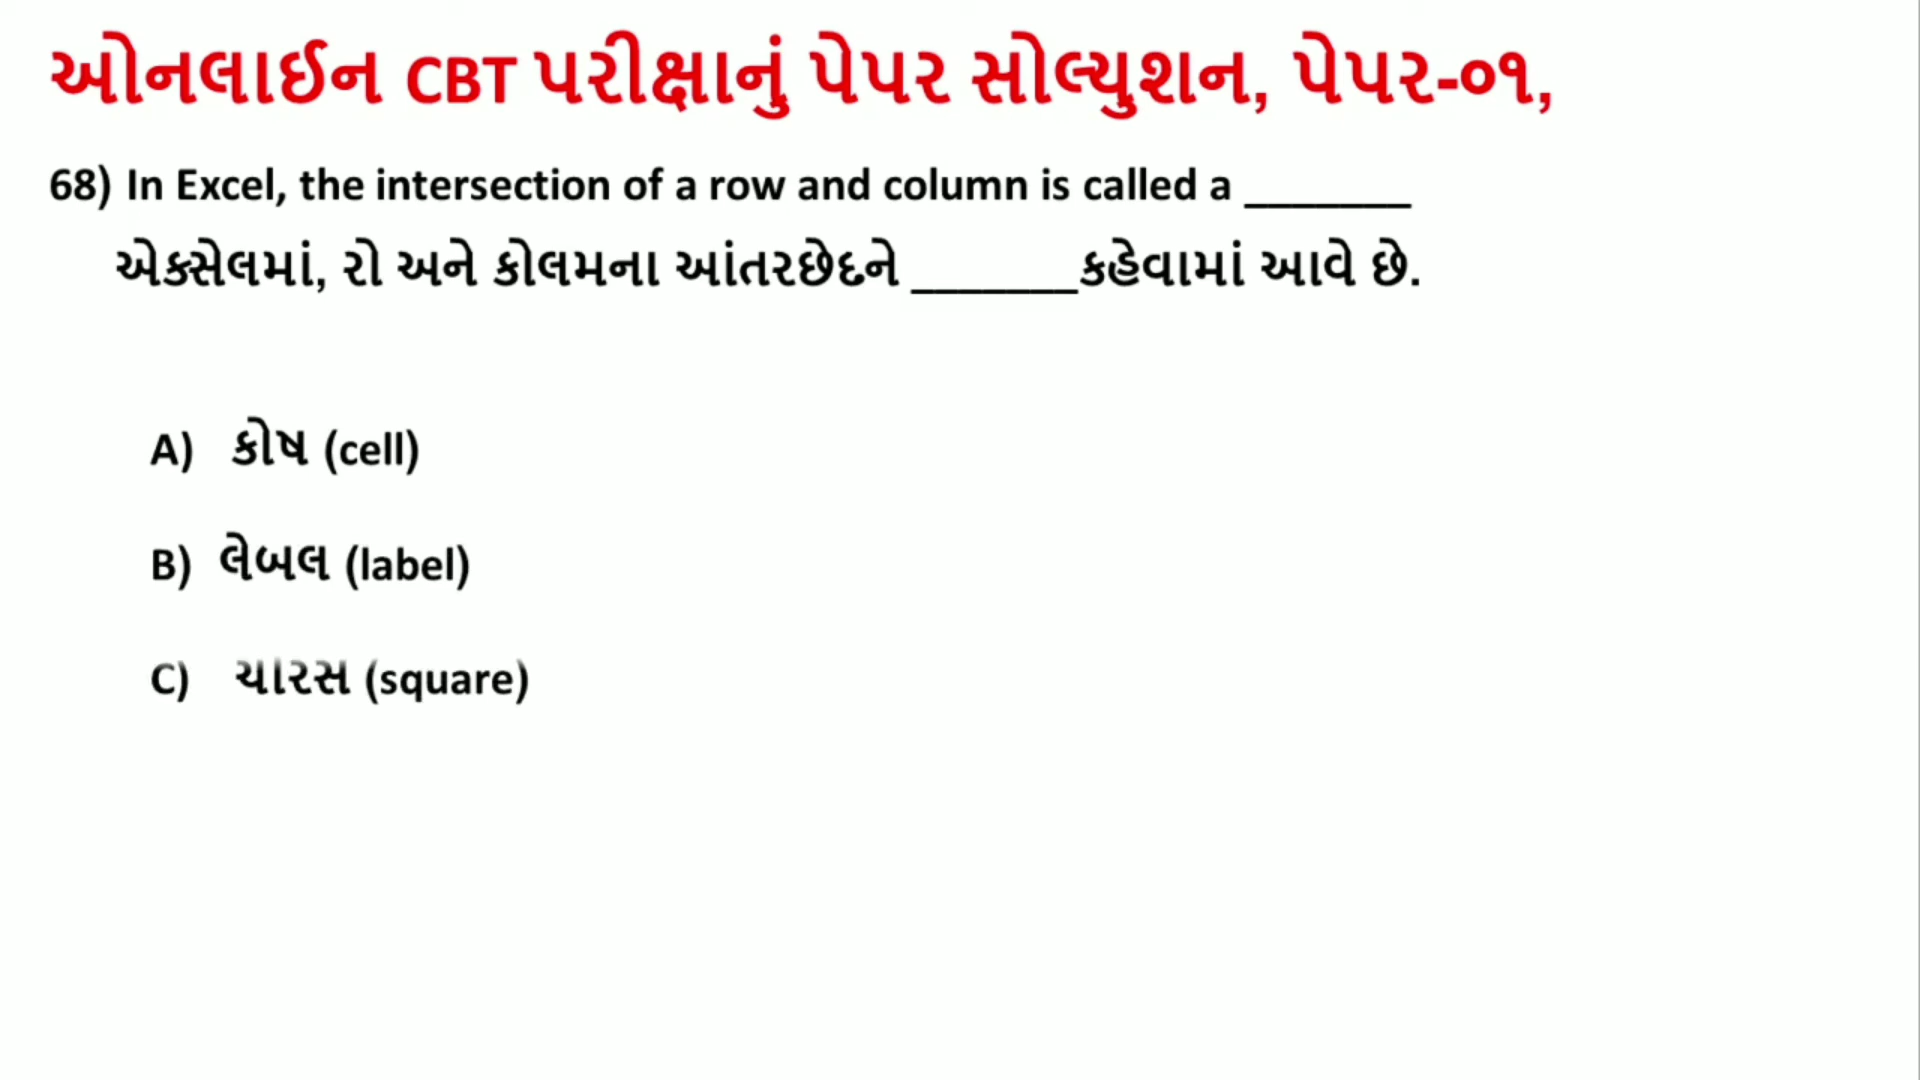 ઓનલાઈન CBT પરીક્ષાનું પેપર સોલ્યુશન, પેપર-૦૧,
68) In Excel, the intersection of a row and column is called a _______
એક્સેલમાં, રો અને કોલમના આંતરછેદને _______કહેવામાં આવે છે.
A) કોષ (cell)
B) લેબલ (label)
C) ચોરસ (square)